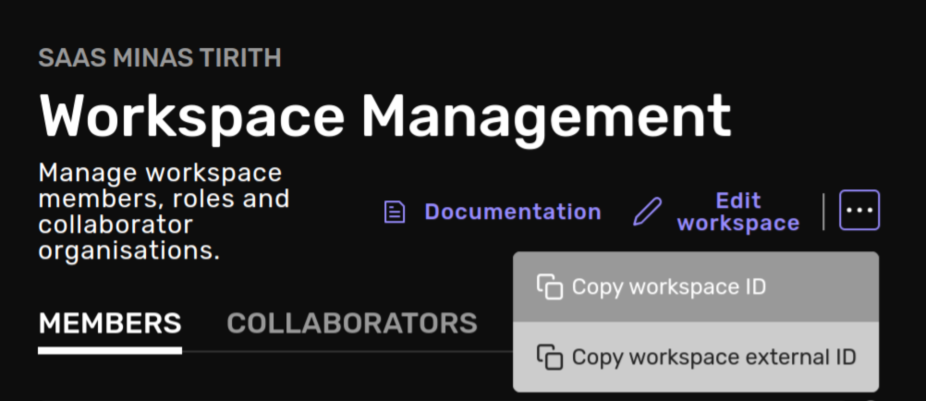 SAAS MINAS TIRITH
Workspace Management
Manage workspace
members, roles and
collaborator
organisations.
Documentation
Edit
workspace
Copy workspace ID
MEMBERS
COLLABORATORS
Copy workspace external ID